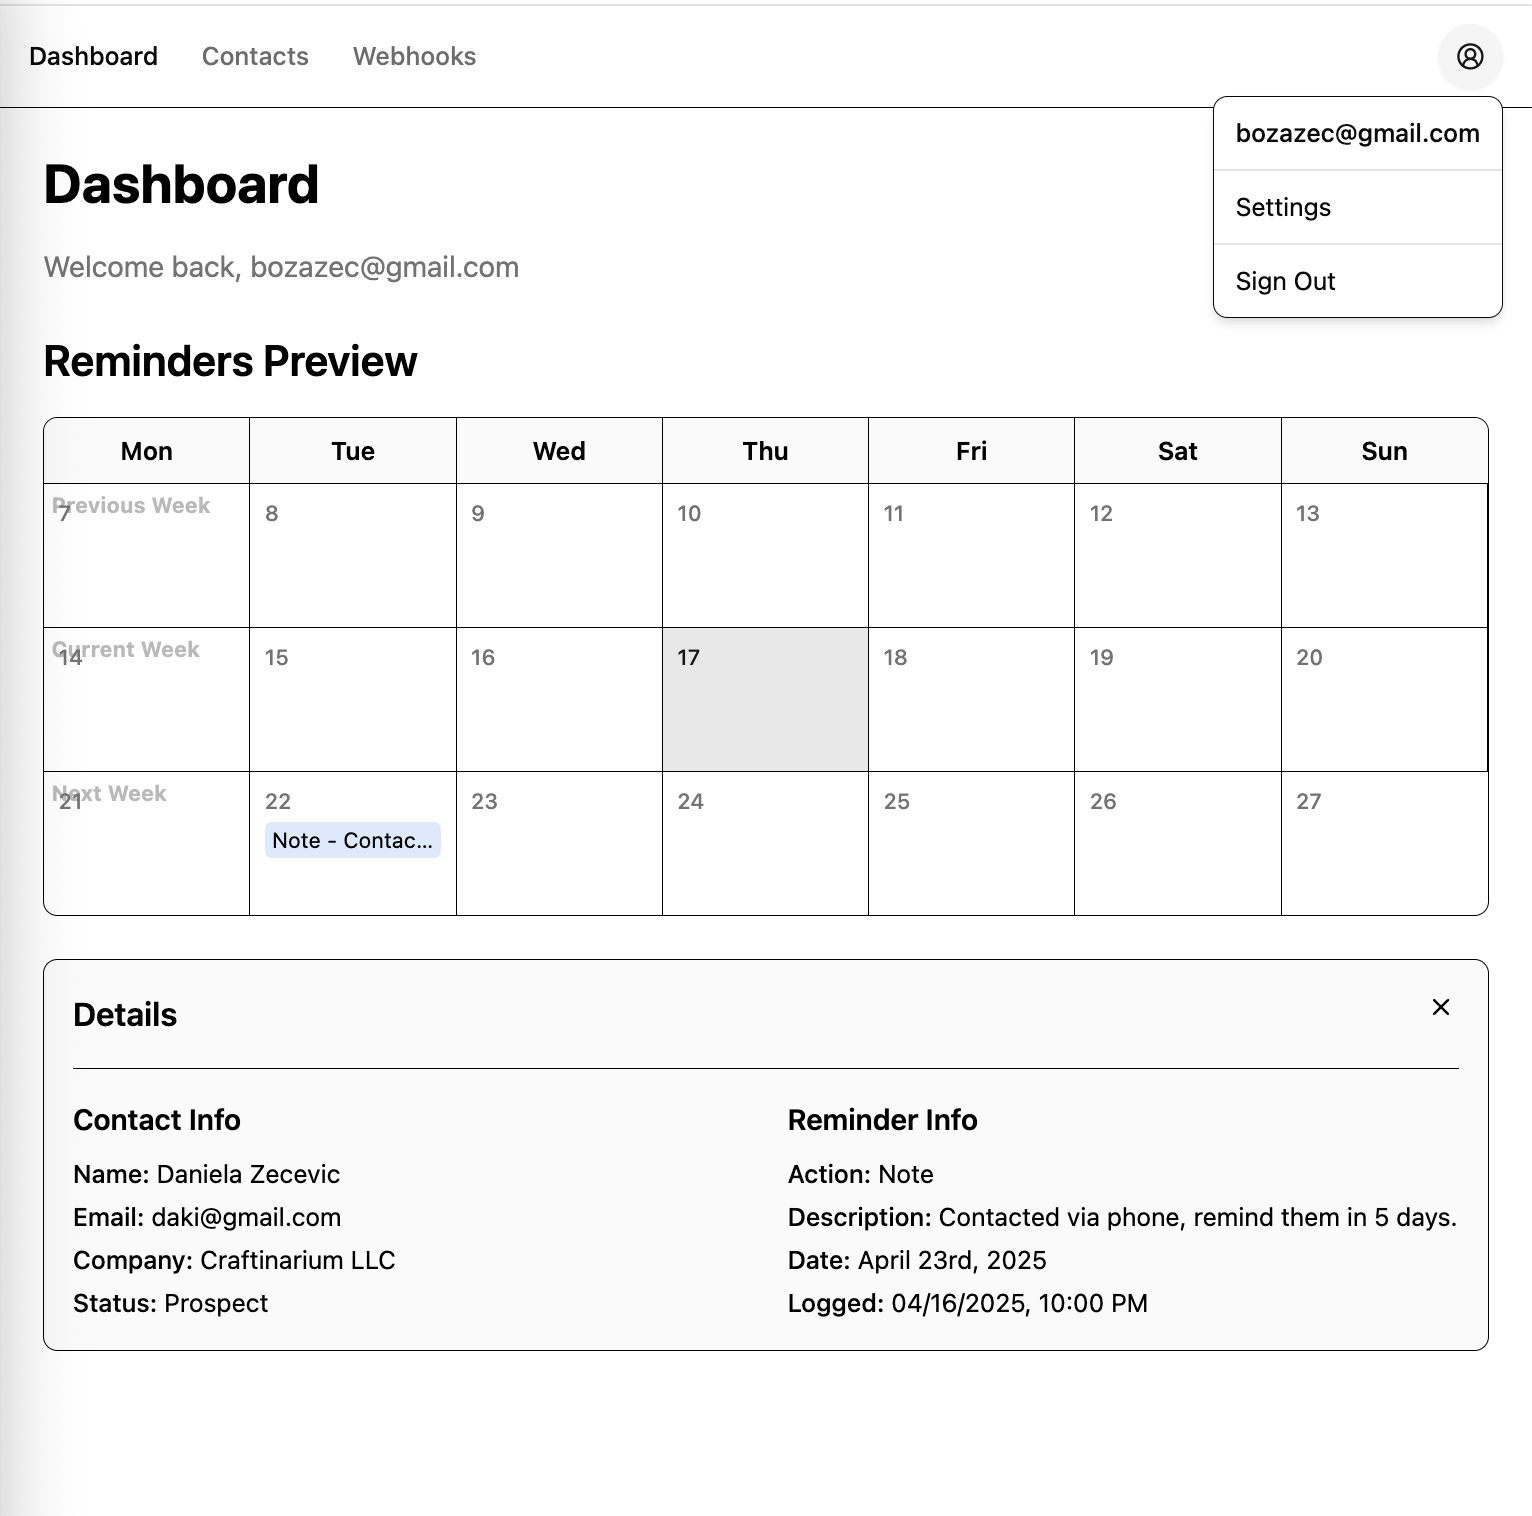 Dashboard Contacts Webhooks
bozazec@gmail.com
Settings
Sign Out
Dashboard
Welcome back, bozazec@gmail.com
Reminders Preview
Mon Tue Wed Thu Fri Sat Sun
Previous Week
7 8 9 10 11 12 13
Current Week
14 15 16 17 18 19 20
Next Week
21 22 23 24 25 26 27
Note - Contac...
Details
Contact Info
Name: Daniela Zecevic
Email: daki@gmail.com
Company: Craftinarium LLC
Status: Prospect
Reminder Info
Action: Note
Description: Contacted via phone, remind them in 5 days.
Date: April 23rd, 2025
Logged: 04/16/2025, 10:00 PM